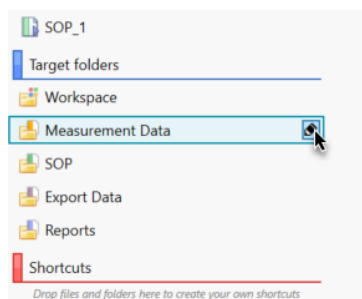 SOP_1
Target folders
Workspace
Measurement Data
SOP
Export Data
Reports
Shortcuts
Drop files and folders here to create your own shortcuts